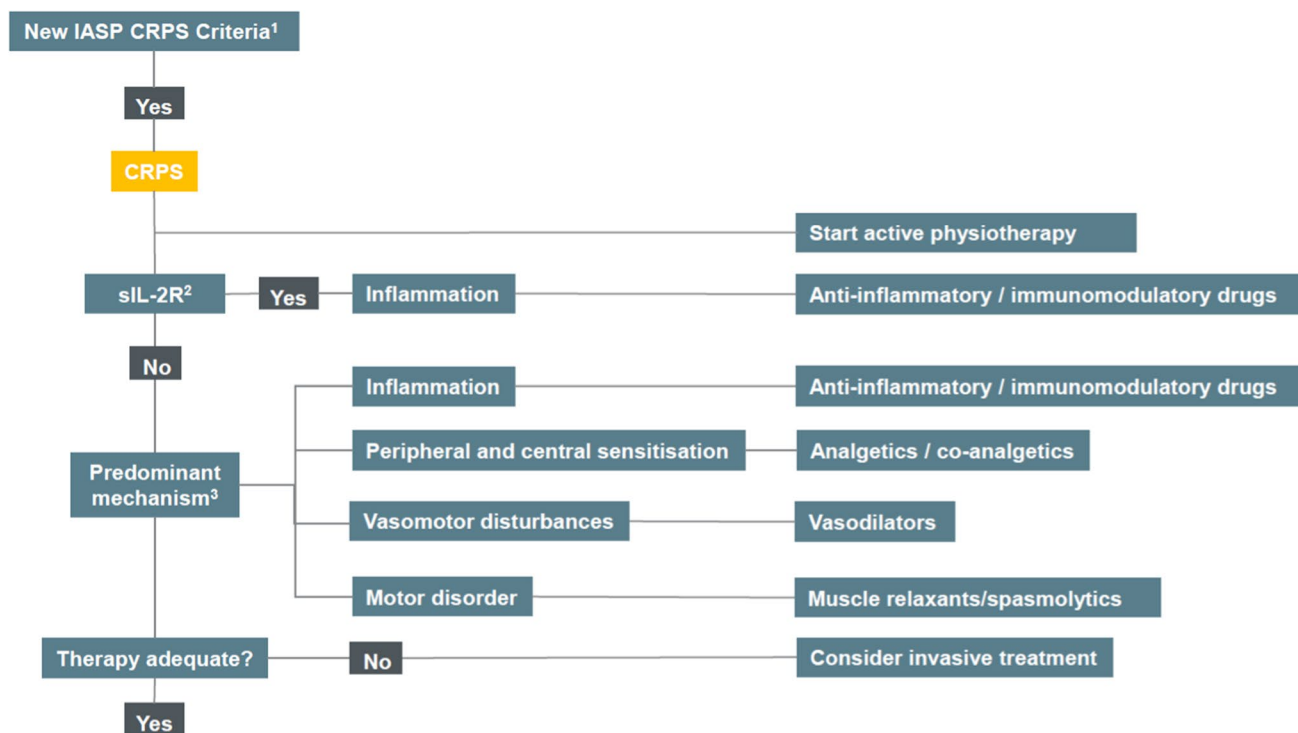 New IASP CRPS Criteria¹
Yes
CRPS
Start active physiotherapy
sIL-2R²
Yes
Inflammation
Anti-inflammatory / immunomodulatory drugs
No
Inflammation
Anti-inflammatory / immunomodulatory drugs
Peripheral and central sensitisation
Analgetics / co-analgetics
Predominant
mechanism³
Vasomotor disturbances
Vasodilators
Motor disorder
Muscle relaxants/spasmolytics
Therapy adequate?
No
Consider invasive treatment
Yes